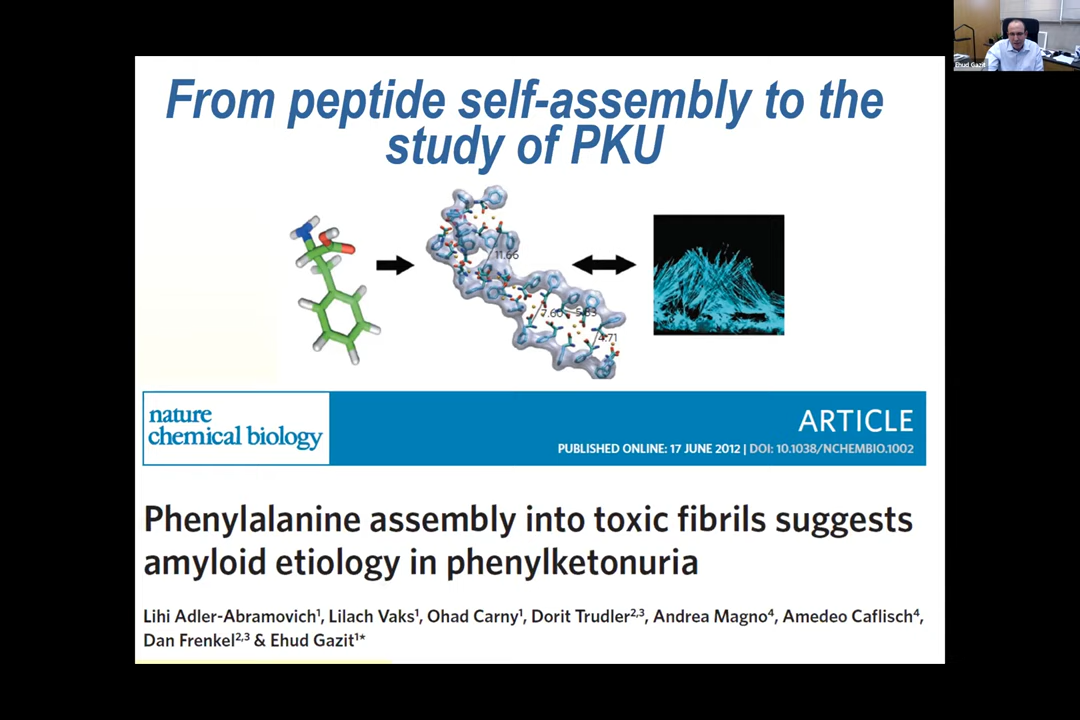 Ehud Gazit
From peptide self-assembly to the
study of PKU
11.66
7.60
5.83
4.71
nature
chemical biology
ARTICLE
PUBLISHED ONLINE: 17 JUNE 2012 | DOI: 10.1038/NCHEMBIO.1002
Phenylalanine assembly into toxic fibrils suggests
amyloid etiology in phenylketonuria
Lihi Adler-Abramovich¹, Lilach Vaks¹, Ohad Carny¹, Dorit Trudler²,³, Andrea Magno⁴, Amedeo Caflisch⁴,
Dan Frenkel²,³ & Ehud Gazit¹*